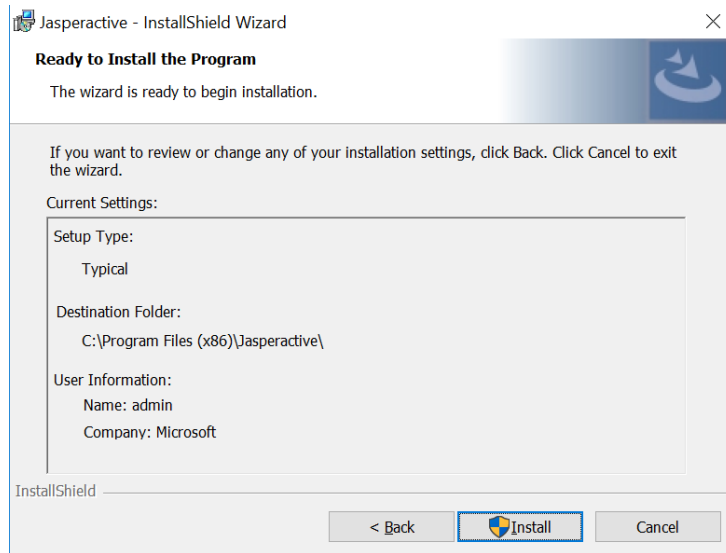 Jasperactive - InstallShield Wizard
Ready to Install the Program
The wizard is ready to begin installation.
If you want to review or change any of your installation settings, click Back. Click Cancel to exit
the wizard.
Current Settings:
Setup Type:
Typical
Destination Folder:
C:\Program Files (x86)\Jasperactive\
User Information:
Name: admin
Company: Microsoft
InstallShield
< Back
Install
Cancel